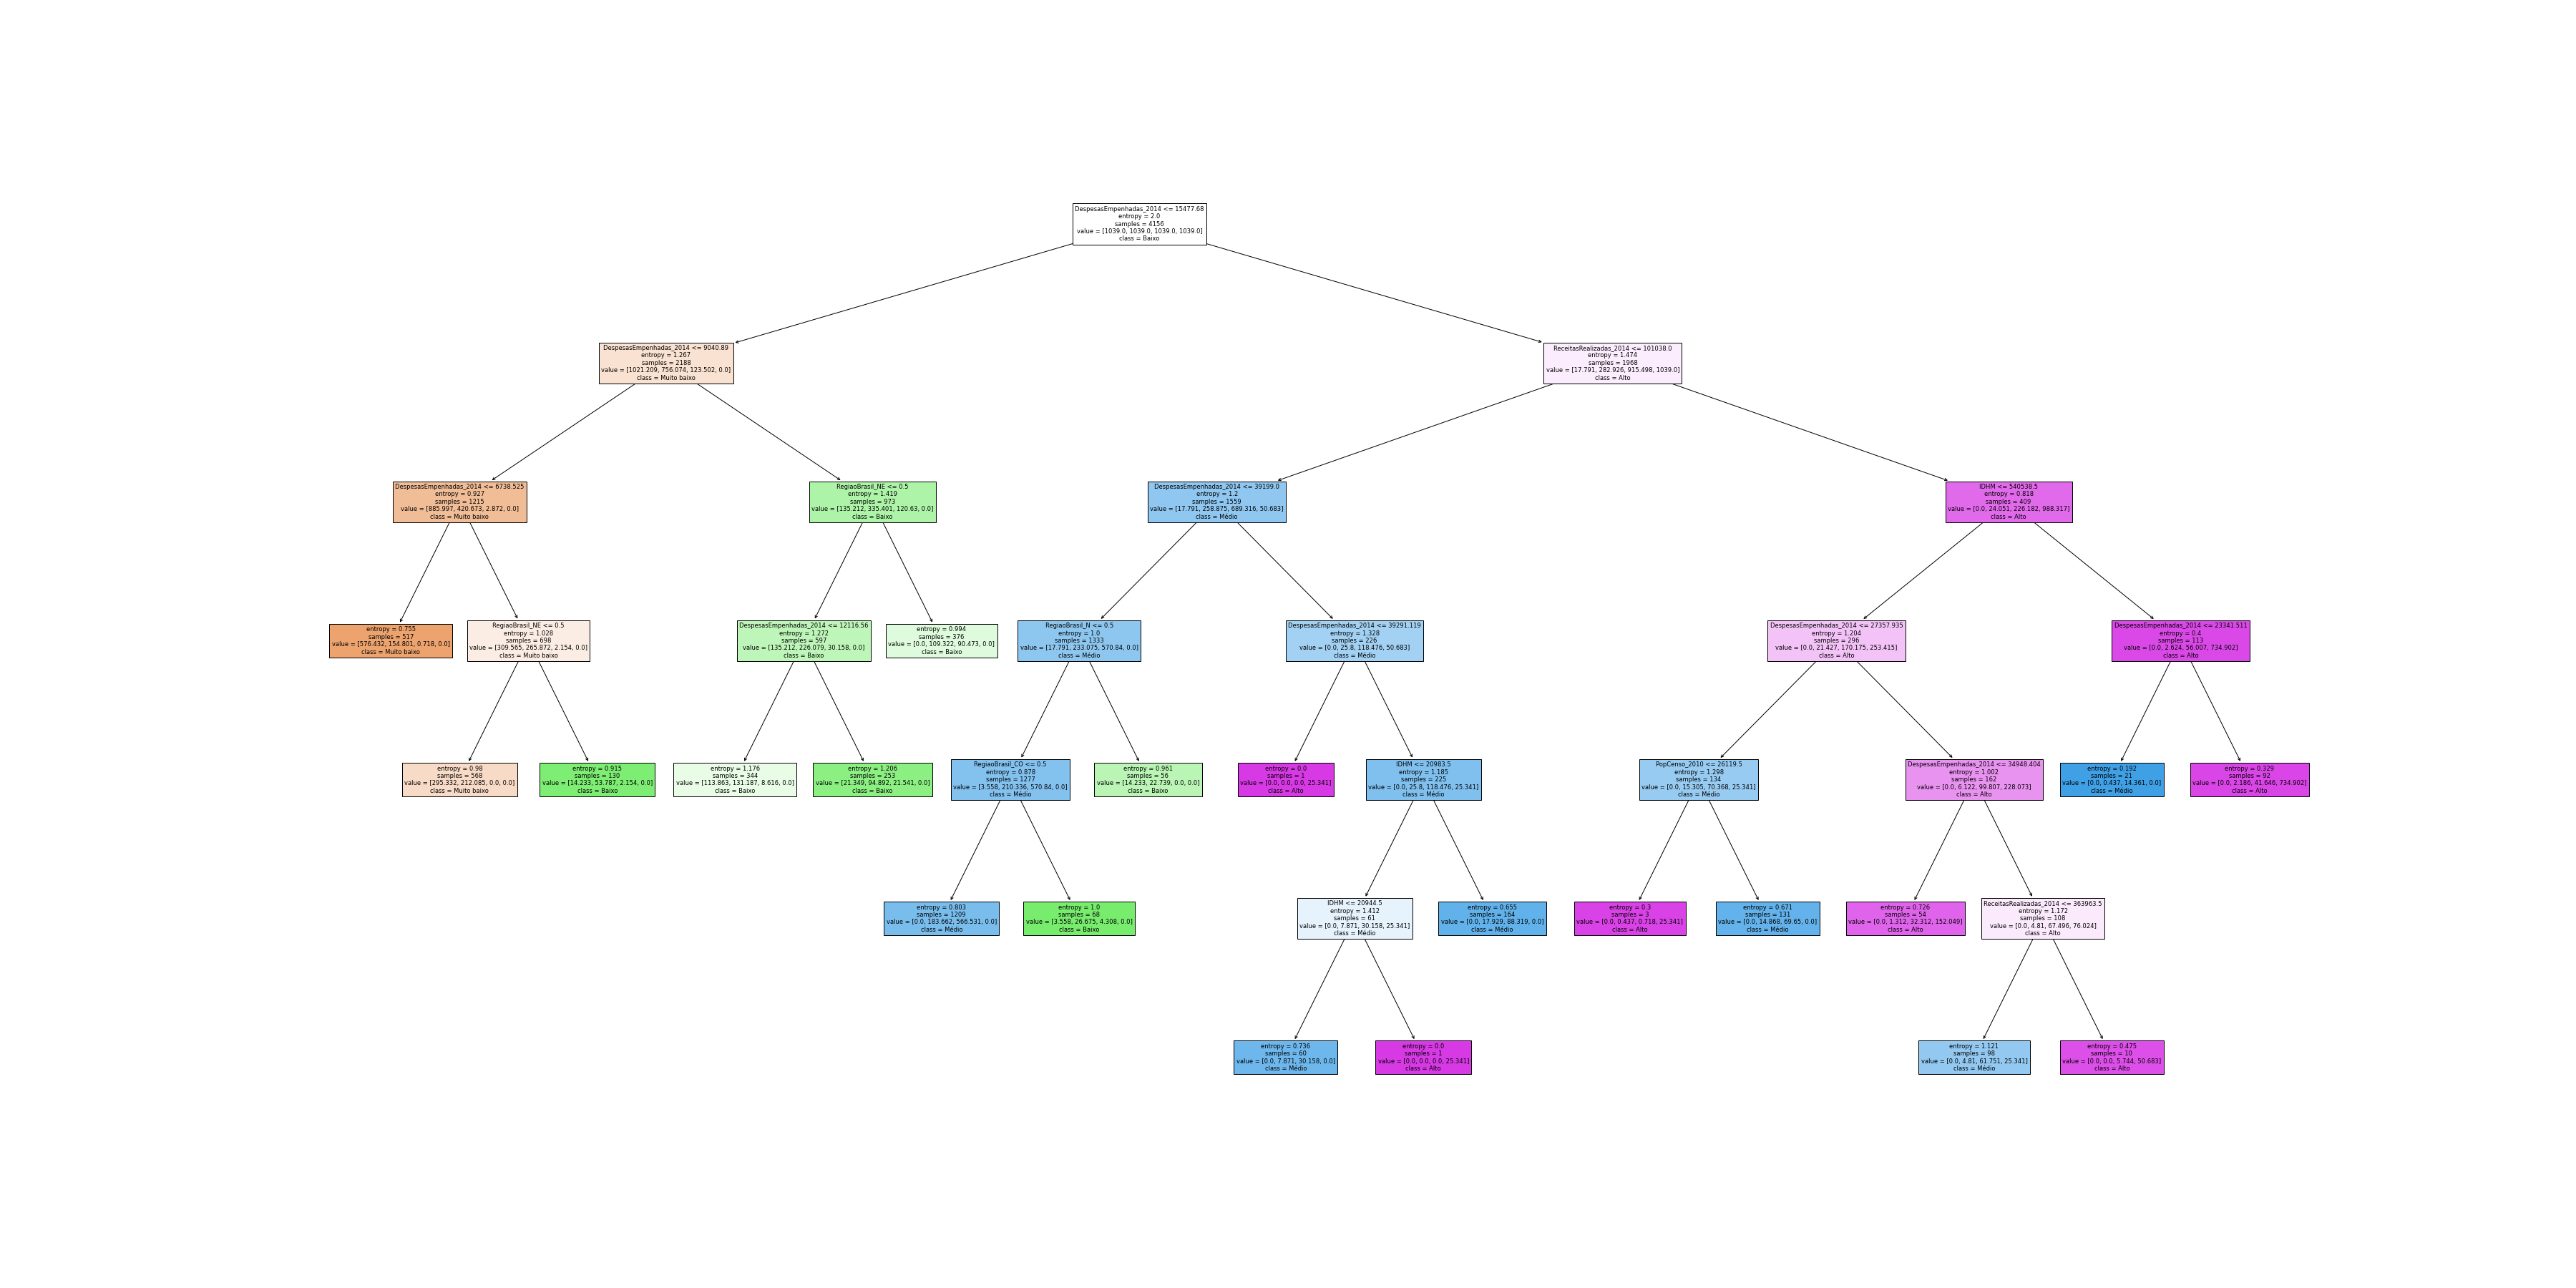 DespesasEmpenhadas_2014 <= 15477.68
entropy = 2.0
samples = 4156
value = [1039.0, 1039.0, 1039.0, 1039.0]
class = Baixo
DespesasEmpenhadas_2014 <= 9040.89
entropy = 1.267
samples = 2188
value = [1021.209, 756.074, 123.502, 0.0]
class = Muito baixo
ReceitasRealizadas_2014 <= 101038.0
entropy = 1.474
samples = 1968
value = [17.791, 282.926, 915.498, 1039.0]
class = Alto
DespesasEmpenhadas_2014 <= 6738.525
entropy = 0.927
samples = 1215
value = [885.997, 420.673, 2.872, 0.0]
class = Muito baixo
RegiaoBrasil_NE <= 0.5
entropy = 1.419
samples = 973
value = [135.212, 335.401, 120.63, 0.0]
class = Baixo
DespesasEmpenhadas_2014 <= 39199.0
entropy = 1.2
samples = 1559
value = [17.791, 258.875, 689.316, 50.683]
class = Médio
IDHM <= 540538.5
entropy = 0.818
samples = 409
value = [0.0, 24.051, 226.182, 988.317]
class = Alto
entropy = 0.755
samples = 517
value = [576.432, 154.801, 0.718, 0.0]
class = Muito baixo
RegiaoBrasil_NE <= 0.5
entropy = 1.028
samples = 698
value = [309.565, 265.872, 2.154, 0.0]
class = Muito baixo
DespesasEmpenhadas_2014 <= 12116.56
entropy = 1.272
samples = 597
value = [135.212, 226.079, 30.158, 0.0]
class = Baixo
entropy = 0.994
samples = 376
value = [0.0, 109.322, 90.473, 0.0]
class = Baixo
RegiaoBrasil_N <= 0.5
entropy = 1.0
samples = 1333
value = [17.791, 233.075, 570.84, 0.0]
class = Médio
DespesasEmpenhadas_2014 <= 39291.119
entropy = 1.328
samples = 226
value = [0.0, 25.8, 118.476, 50.683]
class = Médio
DespesasEmpenhadas_2014 <= 27357.935
entropy = 1.204
samples = 296
value = [0.0, 21.427, 170.175, 253.415]
class = Alto
DespesasEmpenhadas_2014 <= 23341.511
entropy = 0.4
samples = 113
value = [0.0, 2.624, 56.007, 734.902]
class = Alto
entropy = 0.98
samples = 568
value = [295.332, 212.085, 0.0, 0.0]
class = Muito baixo
entropy = 0.915
samples = 130
value = [14.233, 53.787, 2.154, 0.0]
class = Baixo
entropy = 1.176
samples = 344
value = [113.863, 131.187, 8.616, 0.0]
class = Baixo
entropy = 1.206
samples = 253
value = [21.349, 94.892, 21.541, 0.0]
class = Baixo
RegiaoBrasil_CO <= 0.5
entropy = 0.878
samples = 1277
value = [3.558, 210.336, 570.84, 0.0]
class = Médio
entropy = 0.961
samples = 56
value = [14.233, 22.739, 0.0, 0.0]
class = Baixo
entropy = 0.0
samples = 1
value = [0.0, 0.0, 0.0, 25.341]
class = Alto
IDHM <= 20983.5
entropy = 1.185
samples = 225
value = [0.0, 25.8, 118.476, 25.341]
class = Médio
PopCenso_2010 <= 26119.5
entropy = 1.298
samples = 134
value = [0.0, 15.305, 70.368, 25.341]
class = Médio
DespesasEmpenhadas_2014 <= 34948.404
entropy = 1.002
samples = 162
value = [0.0, 6.122, 99.807, 228.073]
class = Alto
entropy = 0.192
samples = 21
value = [0.0, 0.437, 14.361, 0.0]
class = Médio
entropy = 0.329
samples = 92
value = [0.0, 2.186, 41.646, 734.902]
class = Alto
entropy = 0.803
samples = 1209
value = [0.0, 183.662, 566.531, 0.0]
class = Médio
entropy = 1.0
samples = 68
value = [3.558, 26.675, 4.308, 0.0]
class = Baixo
IDHM <= 20944.5
entropy = 1.412
samples = 61
value = [0.0, 7.871, 30.158, 25.341]
class = Médio
entropy = 0.655
samples = 164
value = [0.0, 17.929, 88.319, 0.0]
class = Médio
entropy = 0.3
samples = 3
value = [0.0, 0.437, 0.718, 25.341]
class = Alto
entropy = 0.671
samples = 131
value = [0.0, 14.868, 69.65, 0.0]
class = Médio
entropy = 0.726
samples = 54
value = [0.0, 1.312, 32.312, 152.049]
class = Alto
ReceitasRealizadas_2014 <= 363963.5
entropy = 1.172
samples = 108
value = [0.0, 4.81, 67.496, 76.024]
class = Alto
entropy = 0.736
samples = 60
value = [0.0, 7.871, 30.158, 0.0]
class = Médio
entropy = 0.0
samples = 1
value = [0.0, 0.0, 0.0, 25.341]
class = Alto
entropy = 1.121
samples = 98
value = [0.0, 4.81, 61.751, 25.341]
class = Médio
entropy = 0.475
samples = 10
value = [0.0, 0.0, 5.744, 50.683]
class = Alto